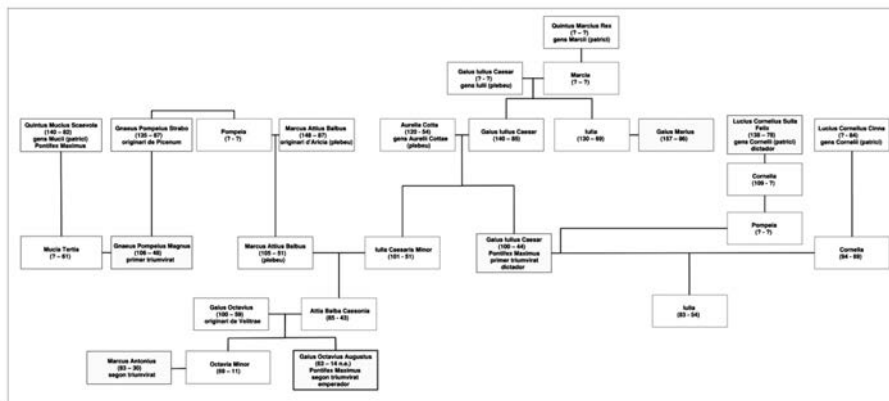 Quintus Marcius Rex
(? – ?)
gens Marcii (patrici)
Gaius Iulius Caesar
(? - ?)
gens Iulii (plebeu)
Marcia
(? – ?)
Quintus Mucius Scaevola
(140 – 82)
gens Mucii (patrici)
Pontifex Maximus
Gnaeus Pompeius Strabo
(135 – 87)
originari de Picenum
Pompeia
(? - ?)
Marcus Attius Balbus
(148 – 87)
originari d'Aricia (plebeu)
Aurelia Cotta
(120 - 54)
gens Aurelii Cottae
(plebeu)
Gaius Iulius Caesar
(140 – 85)
Iulia
(130 – 69)
Gaius Marius
(157 – 86)
Lucius Cornelius Sulla
Felix
(138 – 78)
gens Cornelii (patrici)
dictador
Lucius Cornelius Cinna
(? - 84)
gens Cornelii (patrici)
Cornelia
(109 - ?)
Pompeia
(? - ?)
Mucia Tertia
(? – 61)
Gnaeus Pompeius Magnus
(106 – 48)
primer triumvirat
Marcus Attius Balbus
(105 – 51)
(plebeu)
Iulia Caesaris Minor
(101 - 51)
Gaius Iulius Caesar
(100 – 44)
Pontifex Maximus
primer triumvirat
dictador
Cornelia
(94 - 69)
Gaius Octavius
(100 – 59)
originari de Velitrae
Attia Balba Caesonia
(85 - 43)
Iulia
(83 - 54)
Marcus Antonius
(83 – 30)
segon triumvirat
Octavia Minor
(69 – 11)
Gaius Octavius Augustus
(63 – 14 n.e.)
Pontifex Maximus
segon triumvirat
emperador